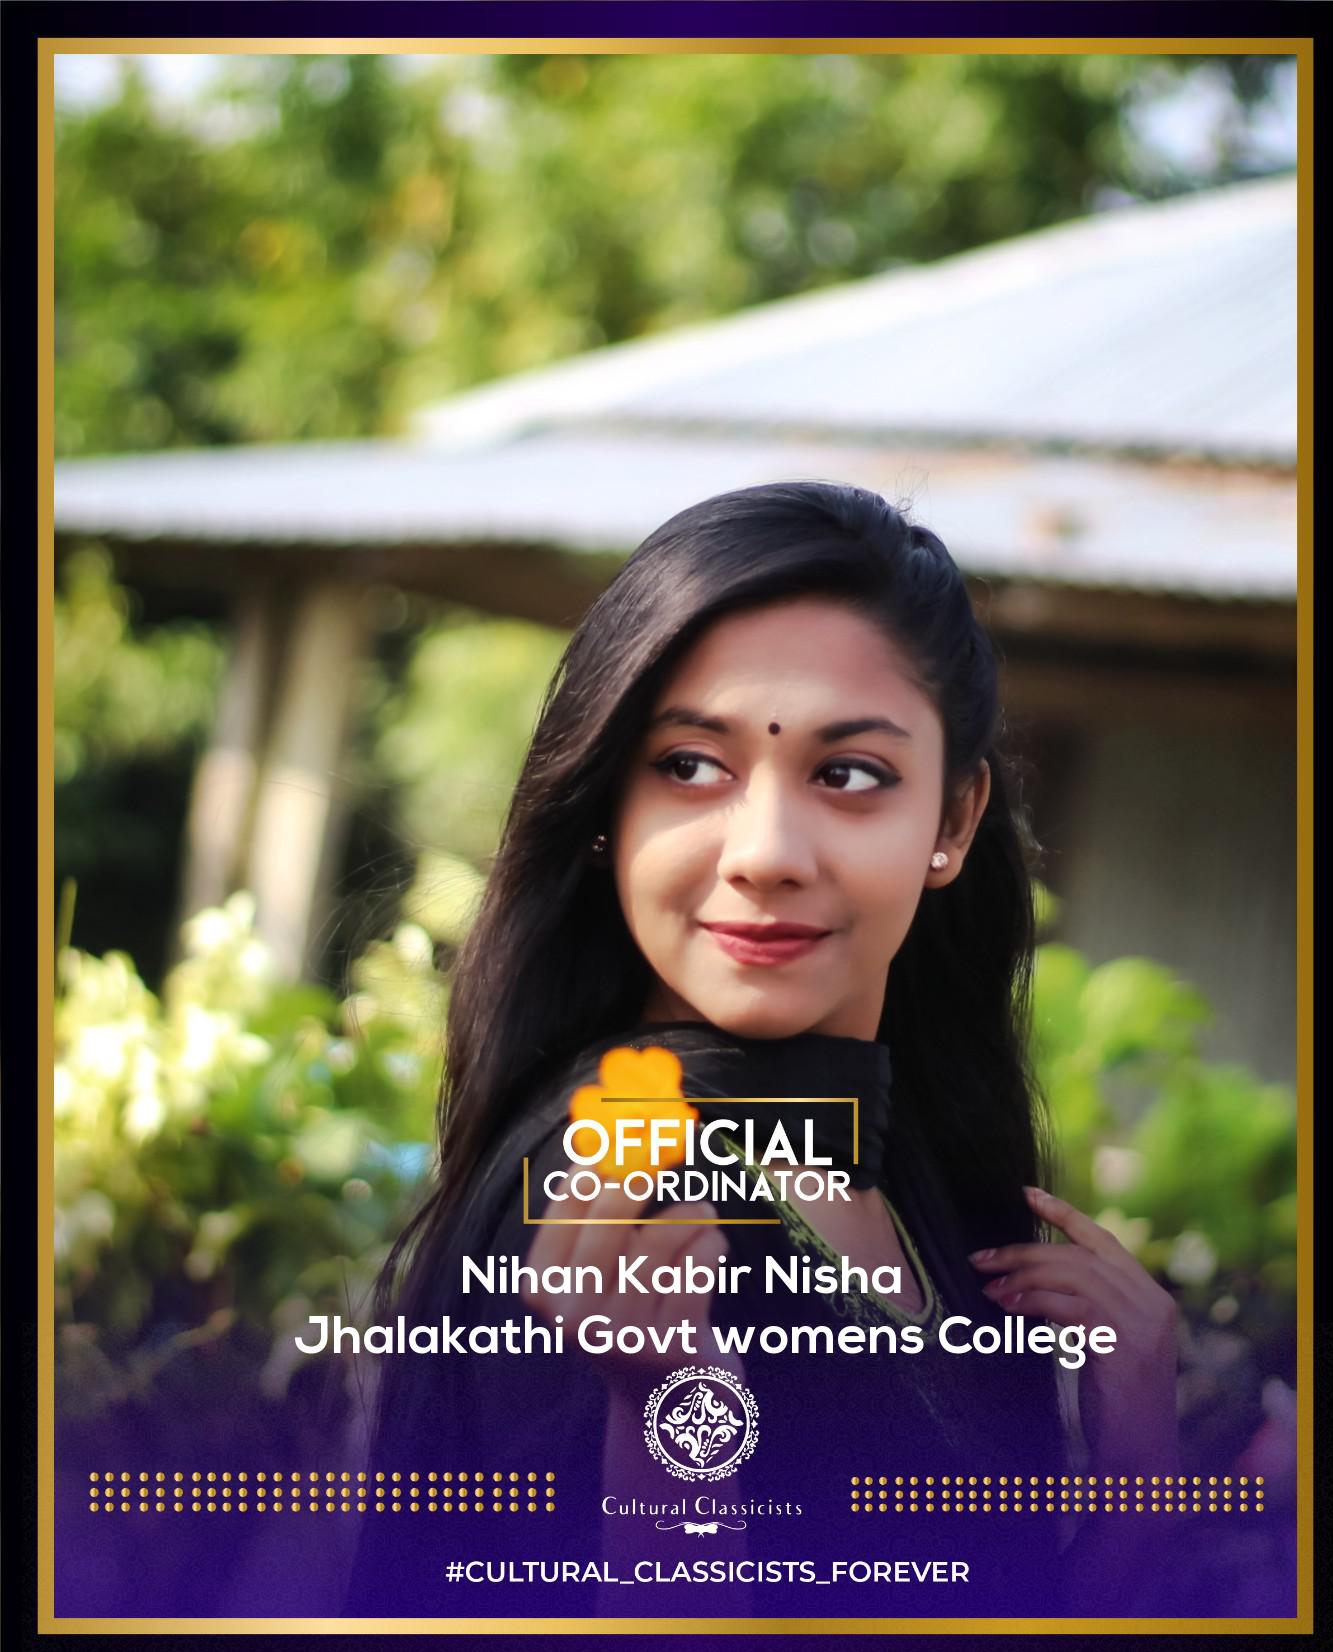 OFFICIAL
CO-ORDINATOR
Nihan Kabir Nisha
Jhalakathi Govt womens College
Cultural Classicists
#CULTURAL_CLASSICISTS_FOREVER